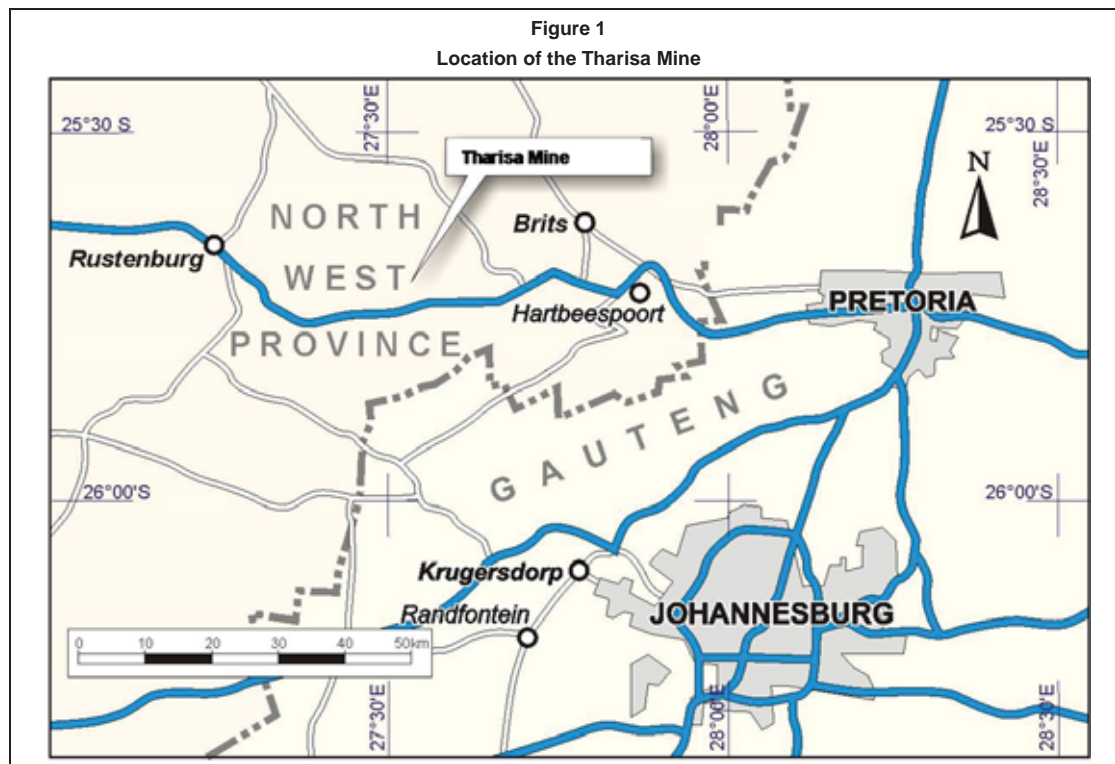 Figure 1
Location of the Tharisa Mine
25°30 S
27°30'E
28°00'E
25°30 S
28°30'E
Tharisa Mine
N
NORTH
WEST
PROVINCE
Brits
Rustenburg
Hartbeespoort
PRETORIA
GAUTENG
26°00'S
26°00'S
Krugersdorp
Randfontein
JOHANNESBURG
0 10 20 30 40 50km
27°30'E
28°00'E
28°30'E